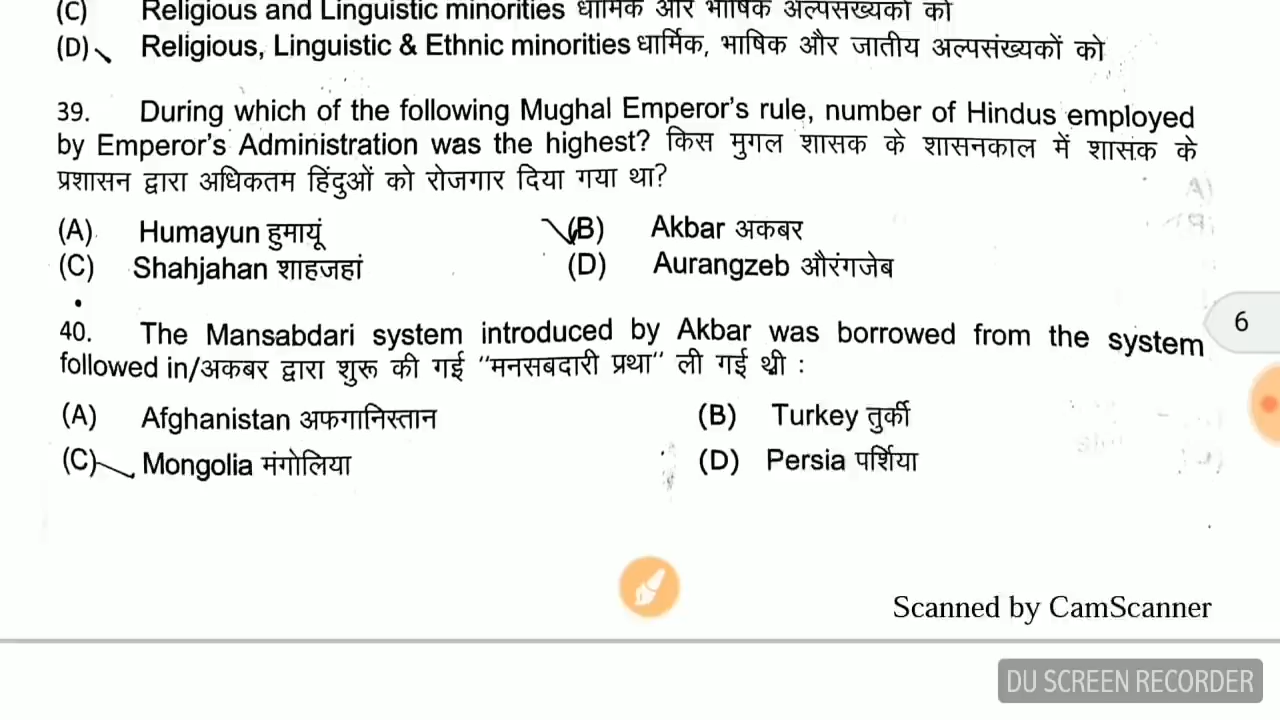 (C) Religious and Linguistic minorities धार्मिक और भाषिक अल्पसंख्यकों को
(D) Religious, Linguistic & Ethnic minorities धार्मिक, भाषिक और जातीय अल्पसंख्यकों को
39. During which of the following Mughal Emperor's rule, number of Hindus employed
by Emperor's Administration was the highest? किस मुगल शासक के शासनकाल में शासक के
प्रशासन द्वारा अधिकतम हिंदुओं को रोजगार दिया गया था?
(A) Humayun हुमायूं (B) Akbar अकबर
(C) Shahjahan शाहजहां (D) Aurangzeb औरंगजेब
40. The Mansabdari system introduced by Akbar was borrowed from the system
followed in/अकबर द्वारा शुरू की गई "मनसबदारी प्रथा" ली गई थी :
(A) Afghanistan अफगानिस्तान (B) Turkey तुर्की
(C) Mongolia मंगोलिया (D) Persia पर्शिया
6
Scanned by CamScanner
DU SCREEN RECORDER